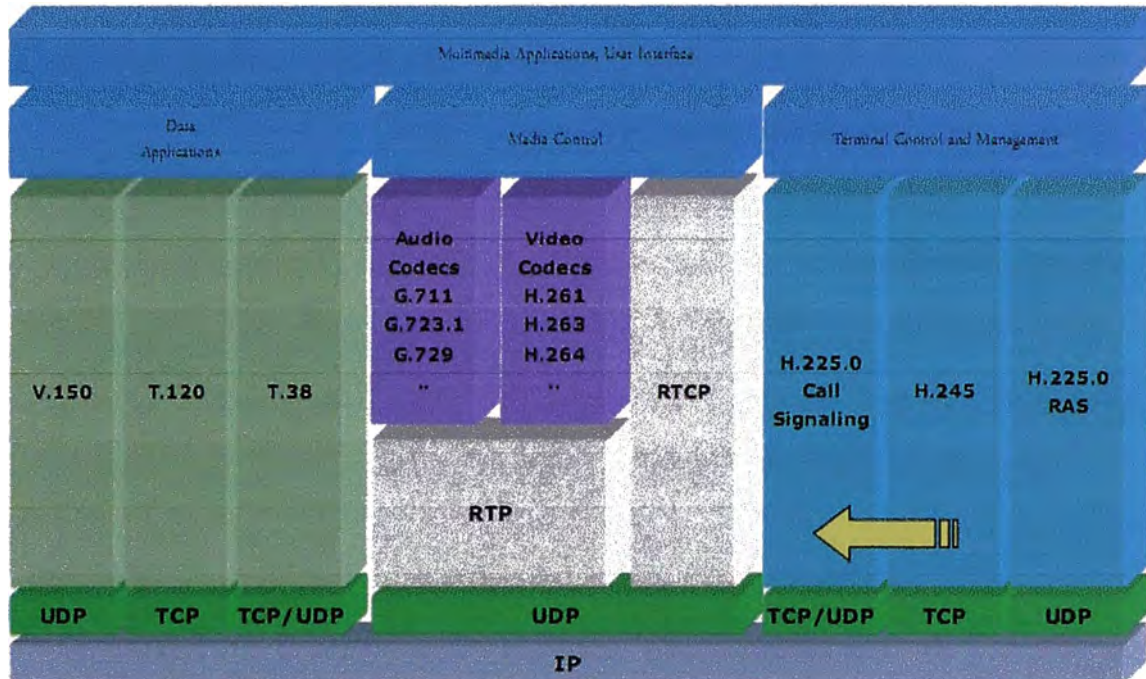 Multimedia Applications, User Interface
Data
Applications
Media Control
Terminal Control and Management
V.150
T.120
T.38
Audio
Codecs
G.711
G.723.1
G.729
..
Video
Codecs
H.261
H.263
H.264
..
RTP
RTCP
H.225.0
Call
Signaling
H.245
H.225.0
RAS
UDP
TCP
TCP/UDP
UDP
TCP/UDP
TCP
UDP
IP